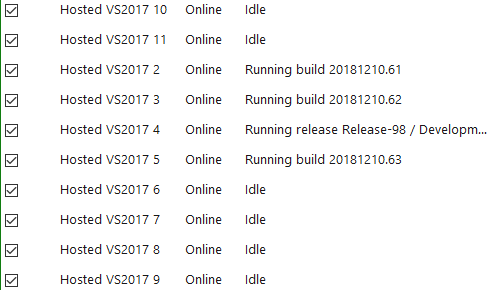 Hosted VS2017 10 Online Idle
Hosted VS2017 11 Online Idle
Hosted VS2017 2 Online Running build 20181210.61
Hosted VS2017 3 Online Running build 20181210.62
Hosted VS2017 4 Online Running release Release-98 / Developm...
Hosted VS2017 5 Online Running build 20181210.63
Hosted VS2017 6 Online Idle
Hosted VS2017 7 Online Idle
Hosted VS2017 8 Online Idle
Hosted VS2017 9 Online Idle